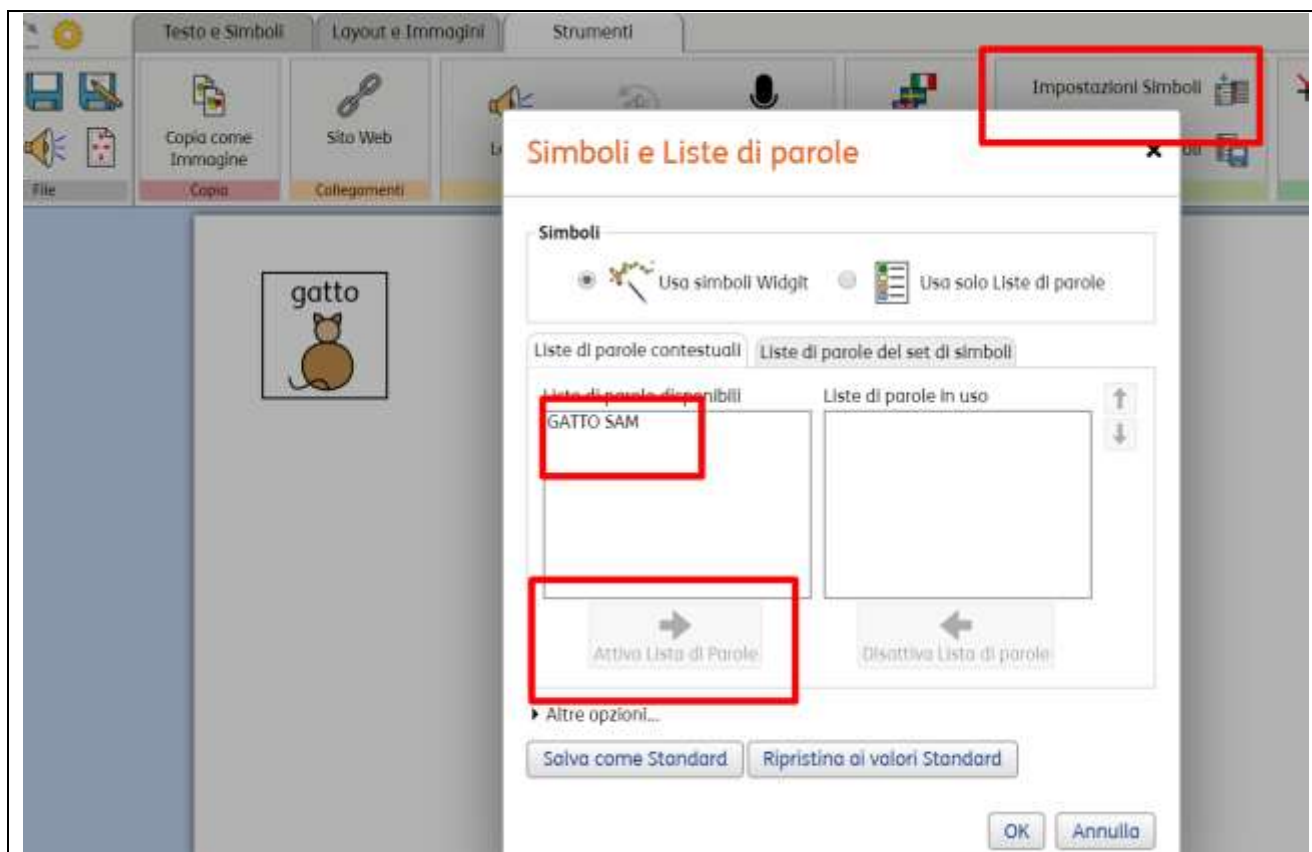 Testo e Simboli
Layout e Immagini
Strumenti
Impostazioni Simboli
Copia come
Immagine
Sito Web
File
Copia
Collegamenti
Simboli e Liste di parole
Simboli
Usa simboli Widgit
Usa solo Liste di parole
gatto
Liste di parole contestuali
Liste di parole del set di simboli
Liste di parole disponibili
Liste di parole in uso
GATTO SAM
Attiva Lista di Parole
Disattiva Lista di parole
Altre opzioni...
Salva come Standard
Ripristina ai valori Standard
OK
Annulla